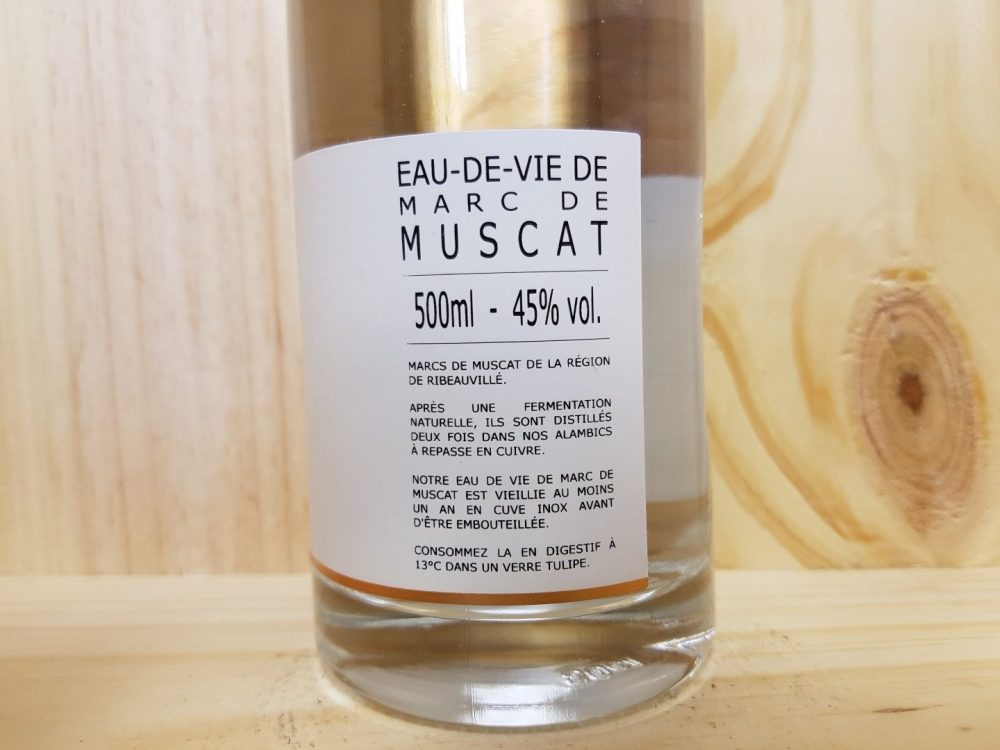 EAU-DE-VIE DE
MARC DE
MUSCAT
500ml - 45% vol.
MARCS DE MUSCAT DE LA RÉGION
DE RIBEAUVILLÉ.
APRÈS UNE FERMENTATION
NATURELLE, ILS SONT DISTILLÉS
DEUX FOIS DANS NOS ALAMBICS
À REPASSE EN CUIVRE.
NOTRE EAU DE VIE DE MARC DE
MUSCAT EST VIEILLIE AU MOINS
UN AN EN CUVE INOX AVANT
D'ÊTRE EMBOUTEILLÉE.
CONSOMMEZ LA EN DIGESTIF À
13°C DANS UN VERRE TULIPE.